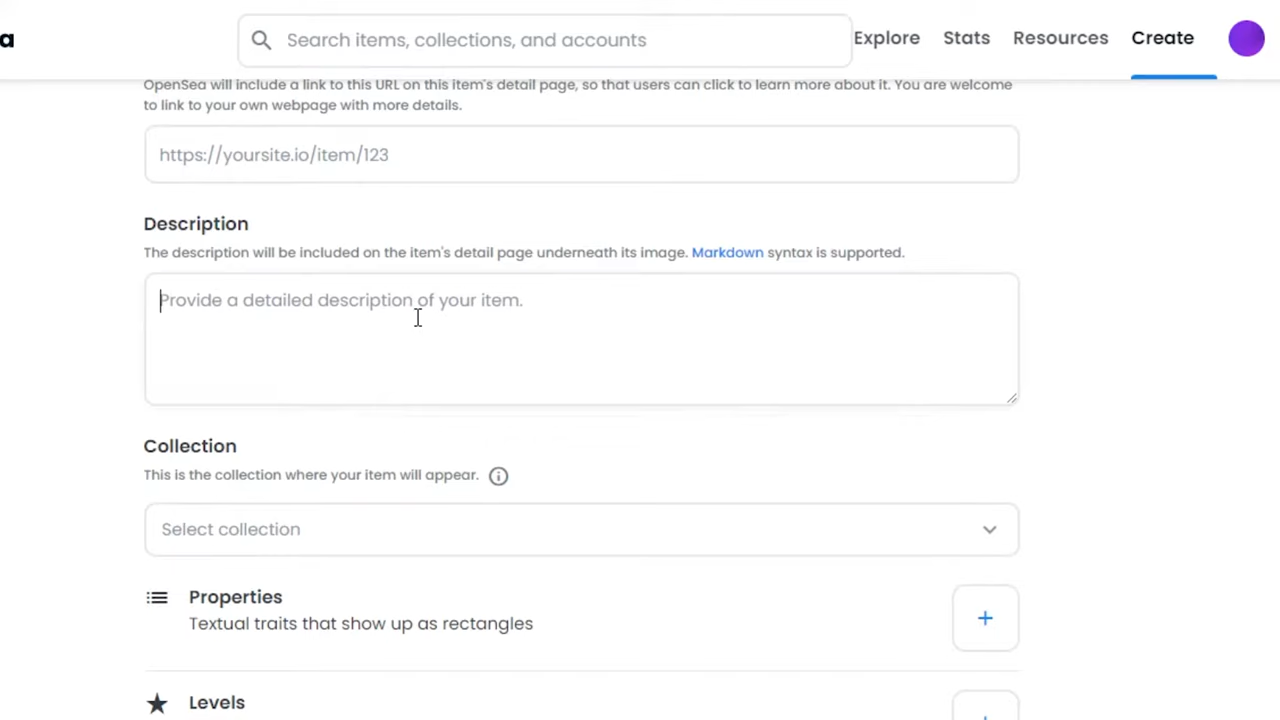 a
Search items, collections, and accounts
Explore
Stats
Resources
Create
OpenSea will include a link to this URL on this item's detail page, so that users can click to learn more about it. You are welcome
to link to your own webpage with more details.
https://yoursite.io/item/123
Description
The description will be included on the item's detail page underneath its image. Markdown syntax is supported.
Provide a detailed description of your item.
Collection
This is the collection where your item will appear.
Select collection
Properties
Textual traits that show up as rectangles
+
Levels